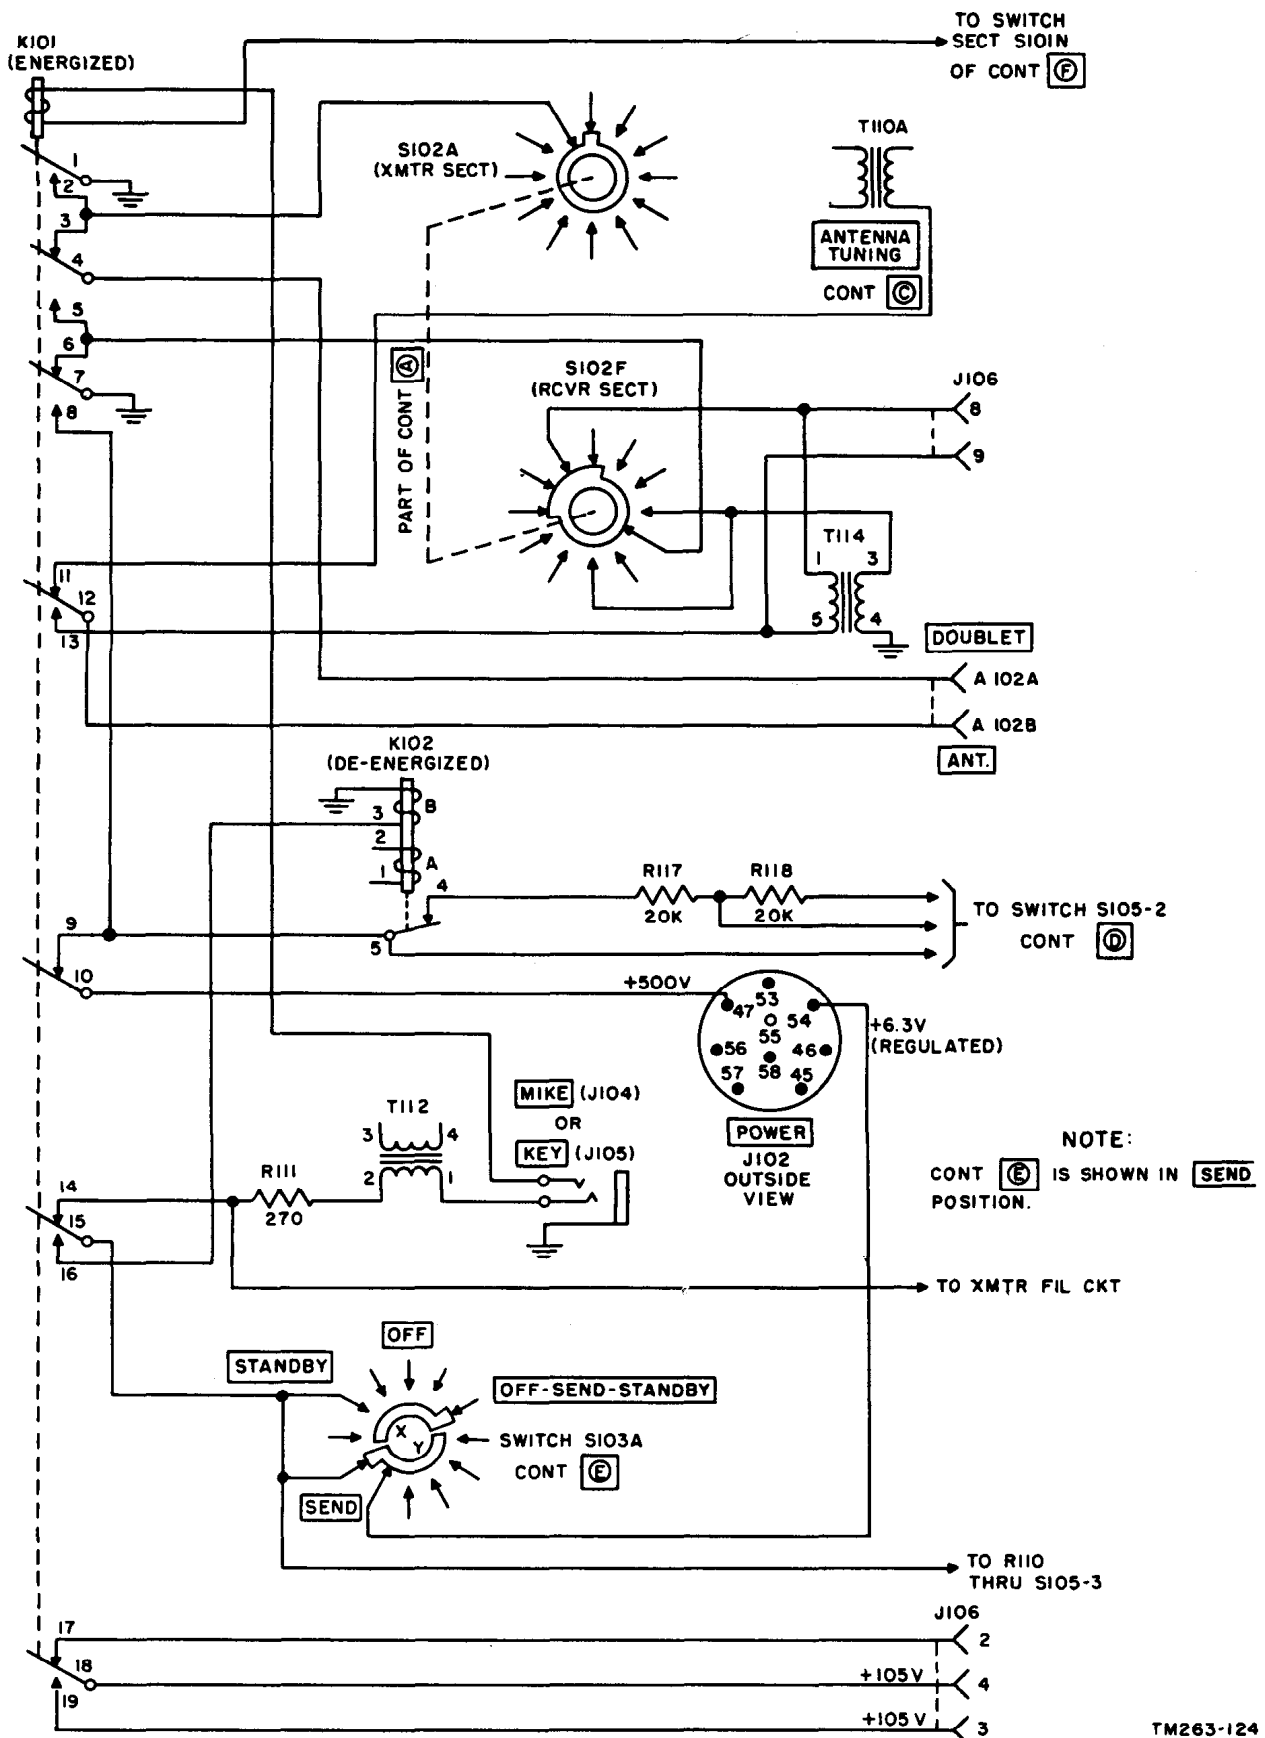 TO SWITCH
SECT S101N
OF CONT F
K101
(ENERGIZED)
1
2
3
4
5
6
7
8
S102A
(XMTR SECT)
T110A
ANTENNA
TUNING
CONT C
PART OF CONT A
S102F
(RCVR SECT)
J106
8
9
T114
1 3
5 4
11
12
13
DOUBLET
A 102A
A 102B
ANT.
K102
(DE-ENERGIZED)
B
3
2
A
1
4
5
R117
20K
R118
20K
TO SWITCH S105-2
CONT D
9
10
+500V
53
47 54
55
56 46
57 58 45
+6.3V
(REGULATED)
POWER
J102
OUTSIDE
VIEW
MIKE (J104)
OR
KEY (J105)
T112
3 4
2 1
R111
270
NOTE:
CONT E IS SHOWN IN SEND
POSITION.
14
15
16
TO XMTR FIL CKT
OFF
STANDBY
OFF-SEND-STANDBY
X
Y
SWITCH S103A
CONT E
SEND
TO R110
THRU S105-3
J106
17
2
18
+105V 4
19
+105V 3
TM263-124